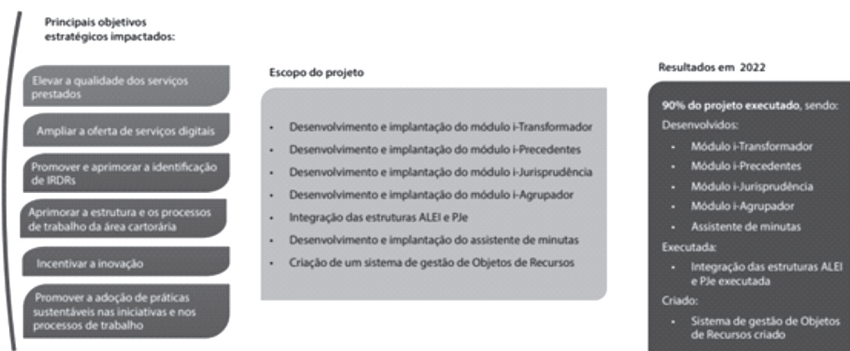 Principais objetivos
estratégicos impactados:
Elevar a qualidade dos serviços
prestados
Ampliar a oferta de serviços digitais
Promover e aprimorar a identificação
de IRDRs
Aprimorar a estrutura e os processos
de trabalho da área cartorária
Incentivar a inovação
Promover a adoção de práticas
sustentáveis nas iniciativas e nos
processos de trabalho
Escopo do projeto
• Desenvolvimento e implantação do módulo i-Transformador
• Desenvolvimento e implantação do módulo i-Precedentes
• Desenvolvimento e implantação do módulo i-Jurisprudência
• Desenvolvimento e implantação do módulo i-Agrupador
• Integração das estruturas ALEI e PJe
• Desenvolvimento e implantação do assistente de minutas
• Criação de um sistema de gestão de Objetos de Recursos
Resultados em 2022
90% do projeto executado, sendo:
Desenvolvidos:
• Módulo i-Transformador
• Módulo i-Precedentes
• Módulo i-Jurisprudência
• Módulo i-Agrupador
• Assistente de minutas
Executada:
• Integração das estruturas ALEI
e PJe executada
Criado:
• Sistema de gestão de Objetos
de Recursos criado